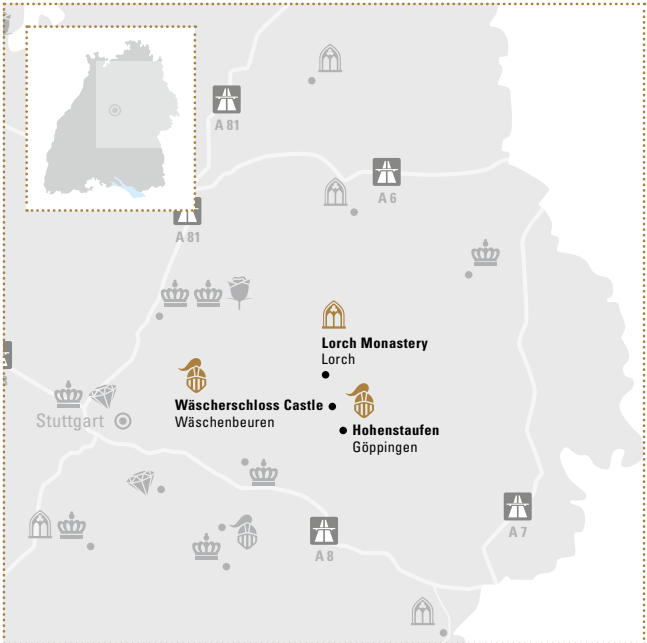 A 81
A 6
A 81
Lorch Monastery
Lorch
Wäscherschloss Castle
Wäschenbeuren
Hohenstaufen
Göppingen
Stuttgart
A 7
A 8